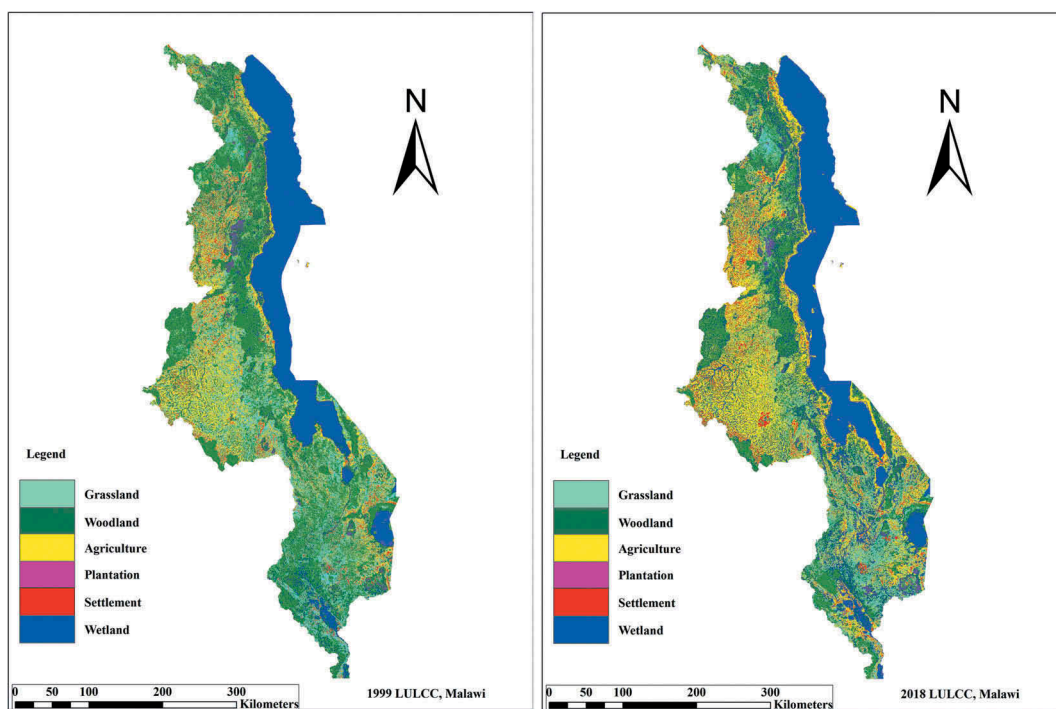 N
Legend
Grassland
Woodland
Agriculture
Plantation
Settlement
Wetland
0 50 100 200 300
Kilometers
1999 LULCC, Malawi
N
Legend
Grassland
Woodland
Agriculture
Plantation
Settlement
Wetland
0 50 100 200 300
Kilometers
2018 LULCC, Malawi